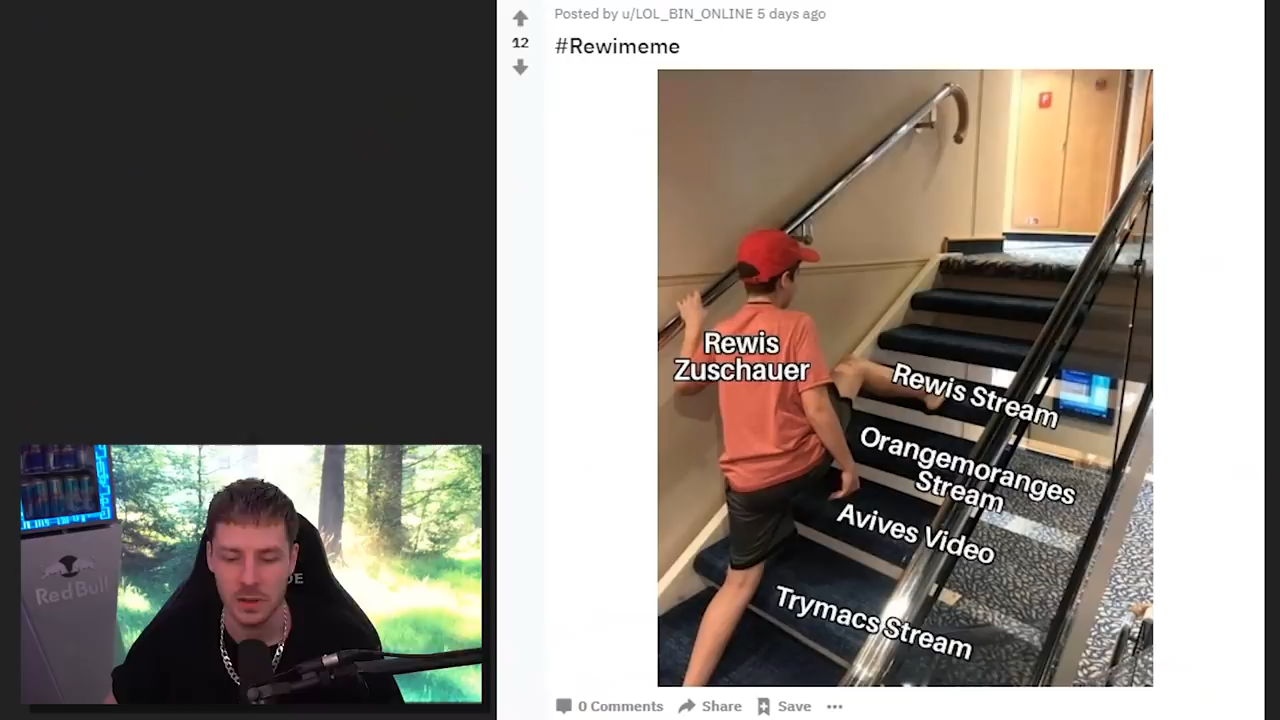 Posted by u/LOL_BIN_ONLINE 5 days ago
12
#Rewimeme
Rewis
Zuschauer
Rewis Stream
Orangemoranges
Stream
Avives Video
Trymacs Stream
Red Bull
0 Comments
Share
Save